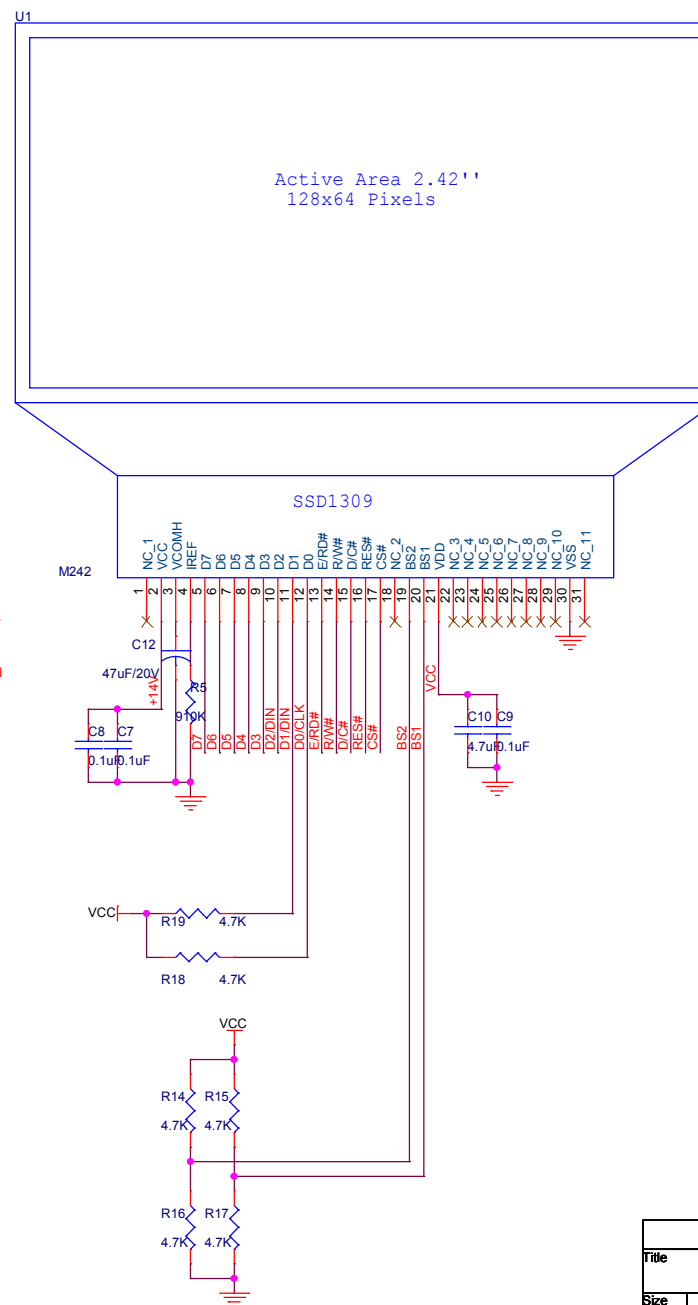 U1
Active Area 2.42''
128x64 Pixels
SSD1309
M242
NC_1
VCC
VCOMH
IREF
D7
D6
D5
D4
D3
D2
D1
D0
E/RD#
R/W#
D/C#
RES#
CS#
NC_2
BS2
BS1
VDD
NC_3
NC_4
NC_5
NC_6
NC_7
NC_8
NC_9
NC_10
VSS
NC_11
1
2
3
4
5
6
7
8
9
10
11
12
13
14
15
16
17
18
19
20
21
22
23
24
25
26
27
28
29
30
31
C12
47uF/20V
+14V
R5
910K
D7
D6
D5
D4
D3
D2/DIN
D1/DIN
D0/CLK
E/RD#
R/W#
D/C#
RES#
CS#
BS2
BS1
VCC
C8 C7
0.1uF 0.1uF
C10 C9
4.7uF 0.1uF
VCC
R19 4.7K
R18 4.7K
VCC
R14 R15
4.7K 4.7K
R16 R17
4.7K 4.7K
Title
Size